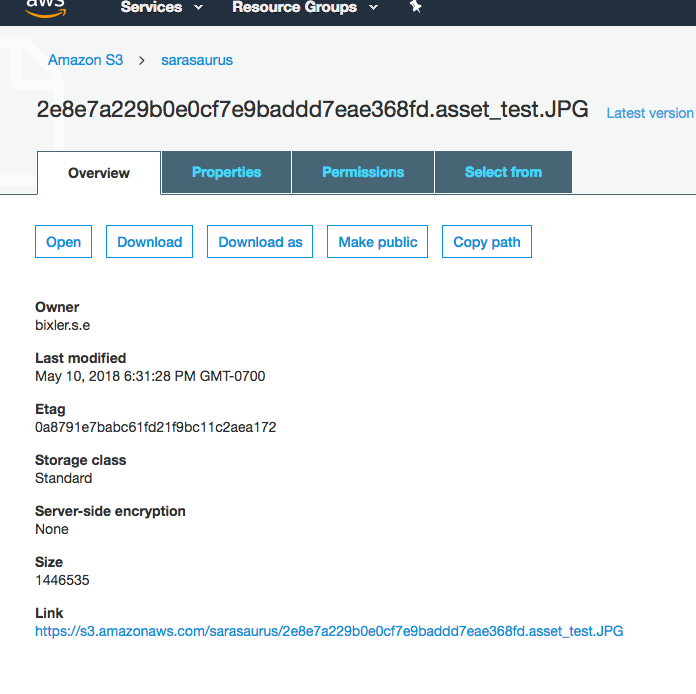 aws
Services
Resource Groups
Amazon S3 > sarasaurus
2e8e7a229b0e0cf7e9baddd7eae368fd.asset_test.JPG
Latest version
Overview
Properties
Permissions
Select from
Open
Download
Download as
Make public
Copy path
Owner
bixler.s.e
Last modified
May 10, 2018 6:31:28 PM GMT-0700
Etag
0a8791e7babc61fd21f9bc11c2aea172
Storage class
Standard
Server-side encryption
None
Size
1446535
Link
https://s3.amazonaws.com/sarasaurus/2e8e7a229b0e0cf7e9baddd7eae368fd.asset_test.JPG